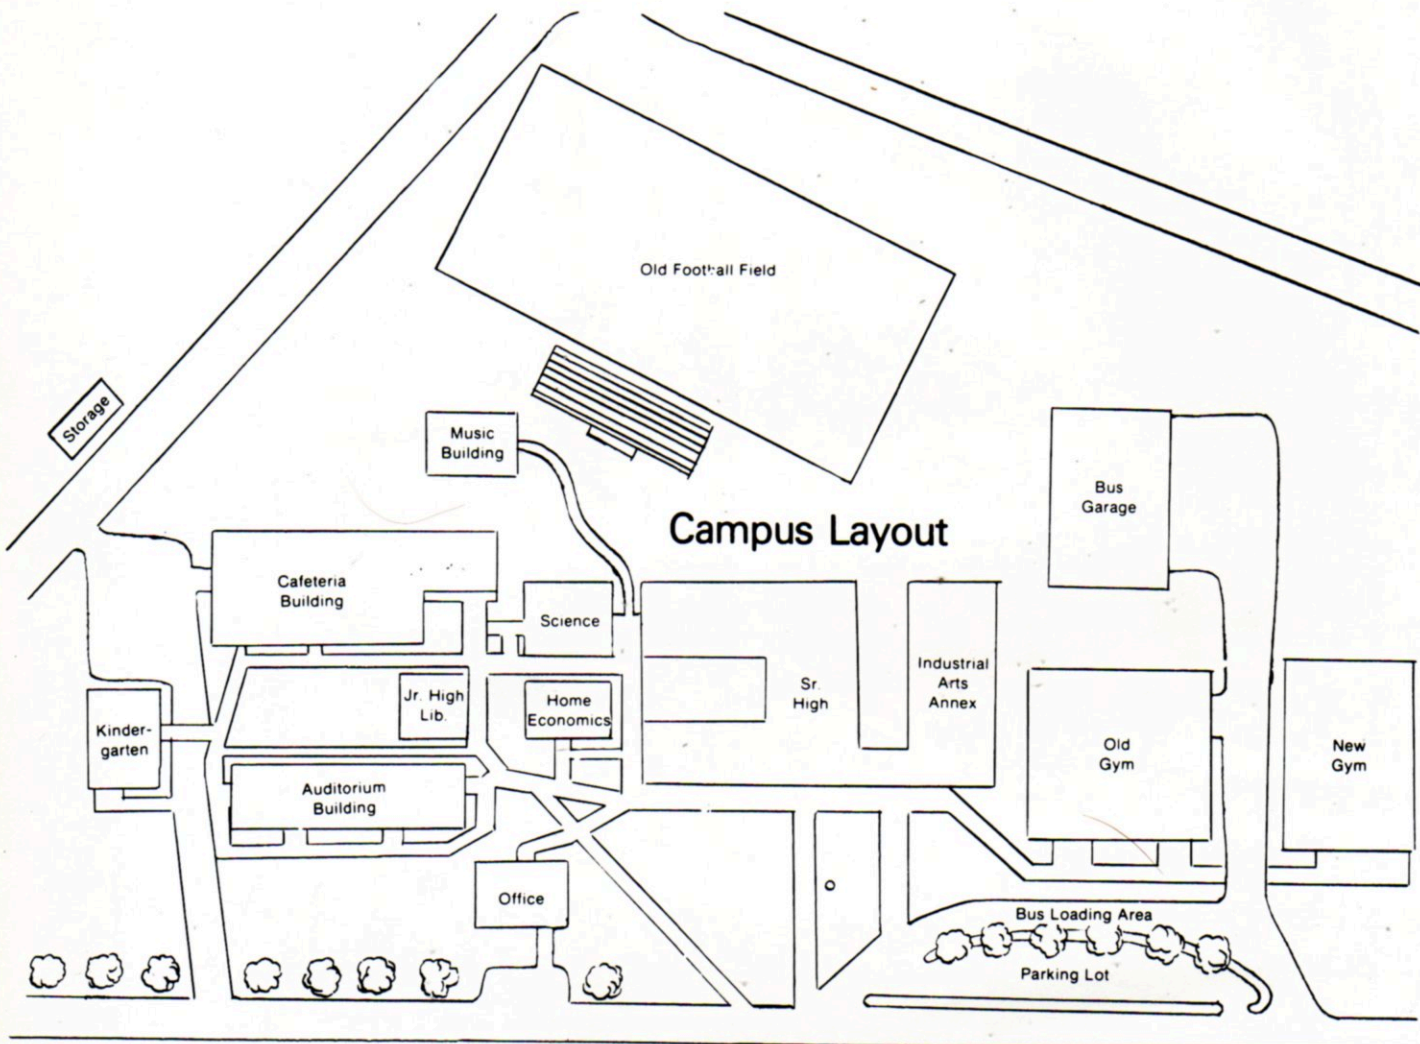 Old Football Field
Storage
Music
Building
Bus
Garage
Campus Layout
Cafeteria
Building
Science
Jr. High
Lib.
Home
Economics
Sr.
High
Industrial
Arts
Annex
Kinder-
garten
Old
Gym
New
Gym
Auditorium
Building
Office
Bus Loading Area
Parking Lot